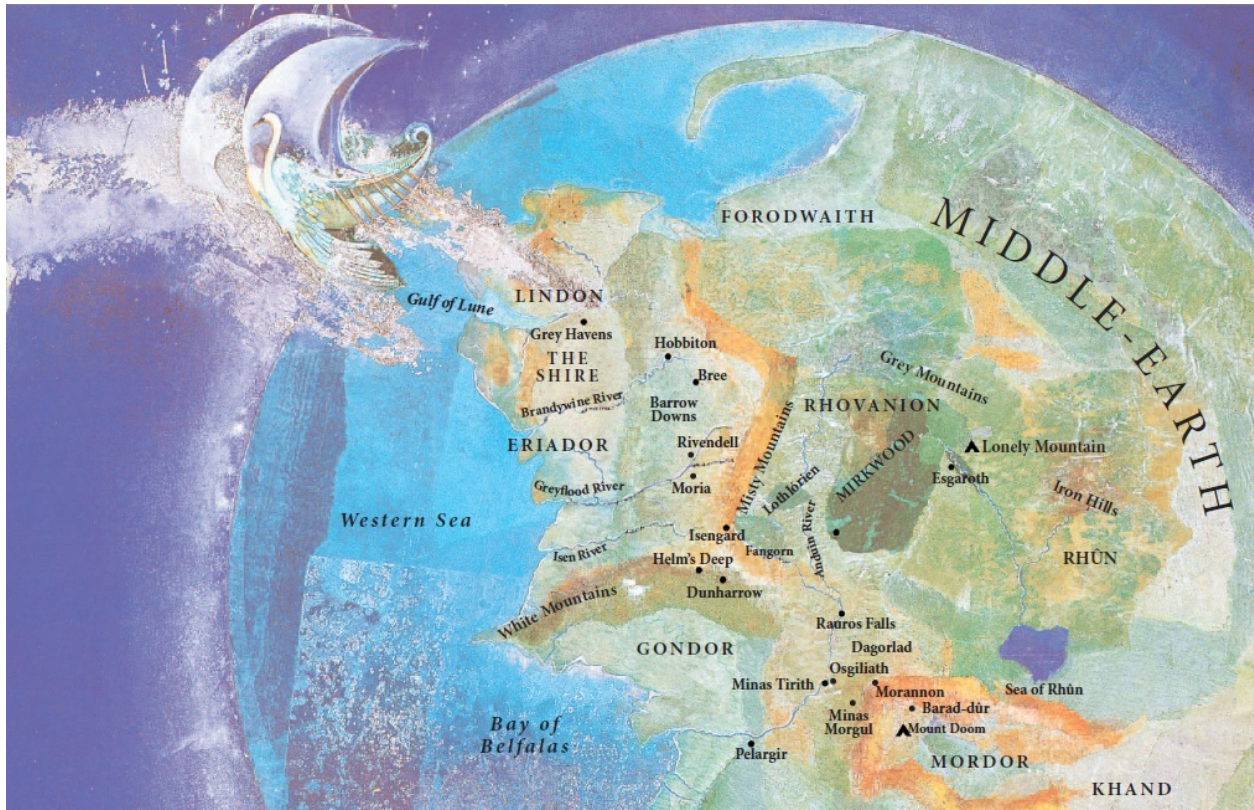 FORODWAITH
MIDDLE-EARTH
LINDON
Gulf of Lune
Grey Havens
Hobbiton
THE
SHIRE
Bree
Grey Mountains
Brandywine River
Barrow
Downs
RHOVANION
ERIADOR
Rivendell
Misty Mountains
MIRKWOOD
Lonely Mountain
Esgaroth
Greyflood River
Moria
Lothlórien
Iron Hills
Western Sea
Isengard
Anduin River
Isen River
Fangorn
Helm's Deep
RHÛN
Dunharrow
White Mountains
Rauros Falls
GONDOR
Dagorlad
Osgiliath
Minas Tirith
Morannon
Sea of Rhûn
Barad-dûr
Minas
Morgul
Mount Doom
Bay of
Belfalas
Pelargir
MORDOR
KHAND